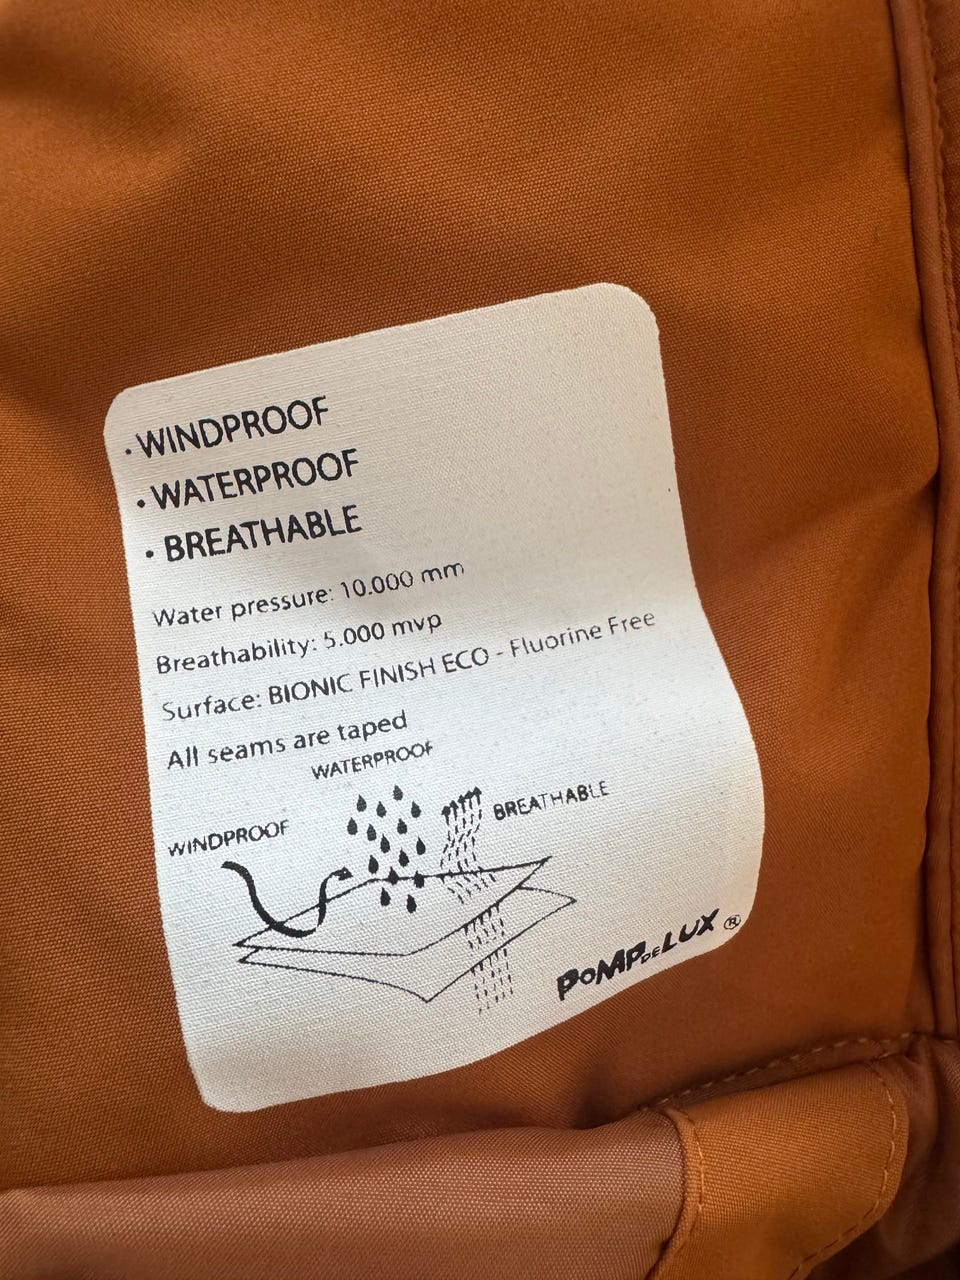 · WINDPROOF
· WATERPROOF
· BREATHABLE
Water pressure: 10.000 mm
Breathability: 5.000 mvp
Surface: BIONIC FINISH ECO - Fluorine Free
All seams are taped
WATERPROOF
BREATHABLE
WINDPROOF
POMPDELUX ®